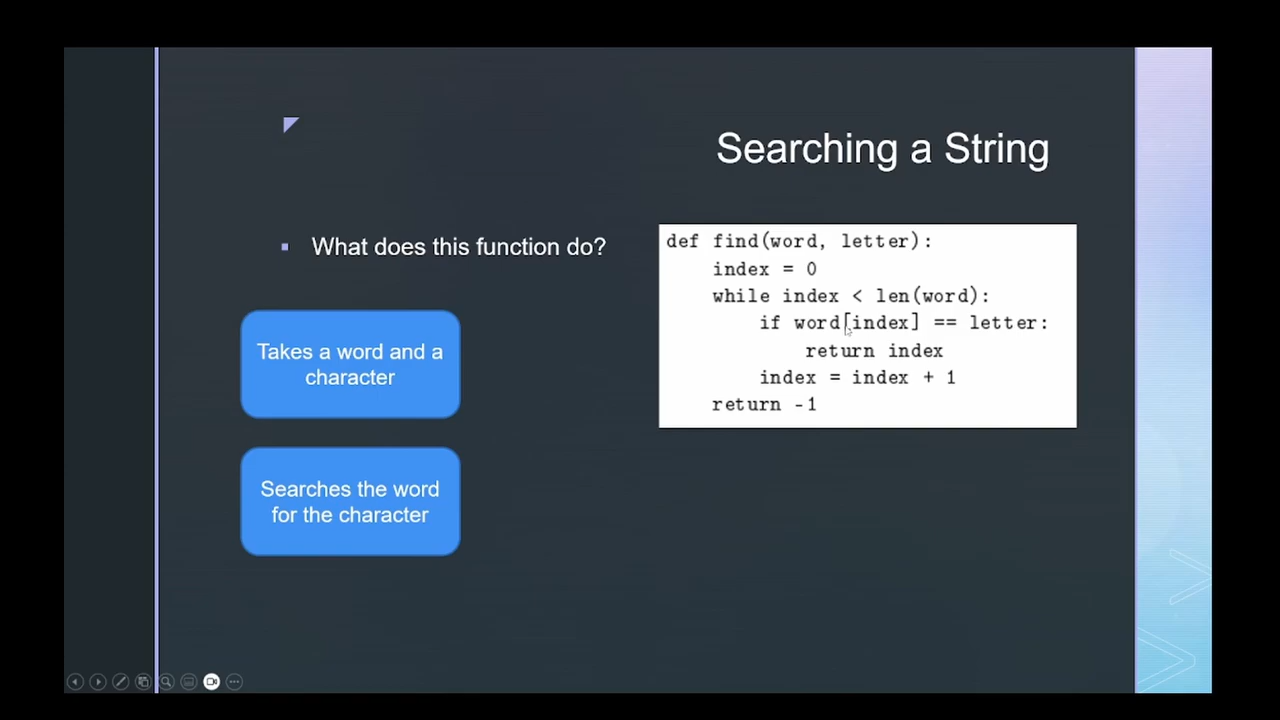 Searching a String
What does this function do?
Takes a word and a
character
Searches the word
for the character
def find(word, letter):
    index = 0
    while index < len(word):
        if word[index] == letter:
            return index
        index = index + 1
    return -1